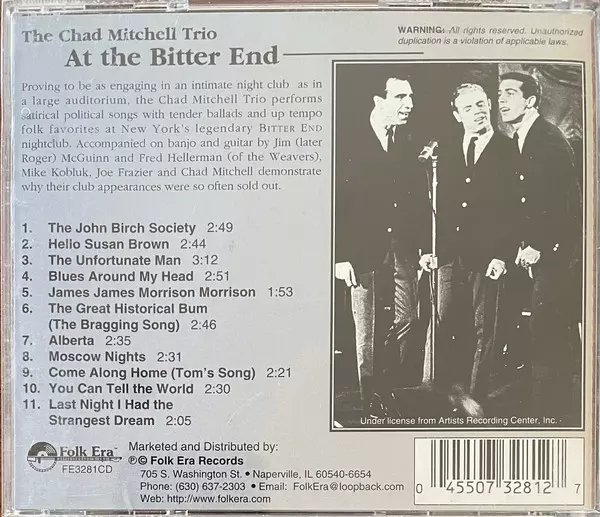 The Chad Mitchell Trio
At the Bitter End
WARNING: All rights reserved. Unauthorized
duplication is a violation of applicable laws.
Proving to be as engaging in an intimate night club as in
a large auditorium, the Chad Mitchell Trio performs
satirical political songs with tender ballads and up tempo
folk favorites at New York's legendary BITTER END
nightclub. Accompanied on banjo and guitar by Jim (later
Roger) McGuinn and Fred Hellerman (of the Weavers),
Mike Kobluk, Joe Frazier and Chad Mitchell demonstrate
why their club appearances were so often sold out.
1. The John Birch Society 2:49
2. Hello Susan Brown 2:44
3. The Unfortunate Man 3:12
4. Blues Around My Head 2:51
5. James James Morrison Morrison 1:53
6. The Great Historical Bum
(The Bragging Song) 2:46
7. Alberta 2:35
8. Moscow Nights 2:31
9. Come Along Home (Tom's Song) 2:21
10. You Can Tell the World 2:30
11. Last Night I Had the
Strangest Dream 2:05
Under license from Artists Recording Center, Inc.
Folk Era™
FE3281CD
Marketed and Distributed by:
℗© Folk Era Records
705 S. Washington St. • Naperville, IL 60540-6654
Phone: (630) 637-2303 • Email: FolkEra@loopback.com
Web: http://www.folkera.com
0 45507 32812 7